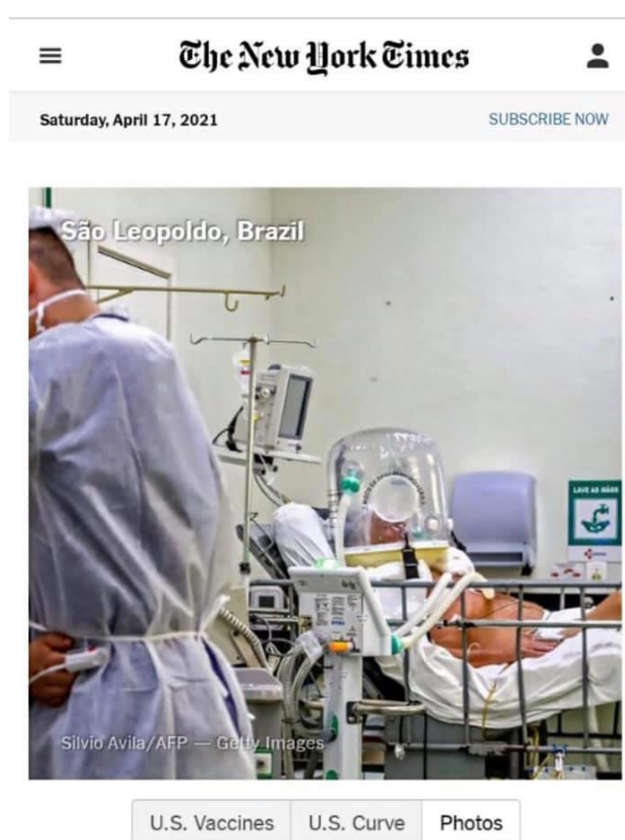 The New York Times
Saturday, April 17, 2021
SUBSCRIBE NOW
São Leopoldo, Brazil
LAVE AS MÃOS
Silvio Avila/AFP — Getty Images
U.S. Vaccines
U.S. Curve
Photos